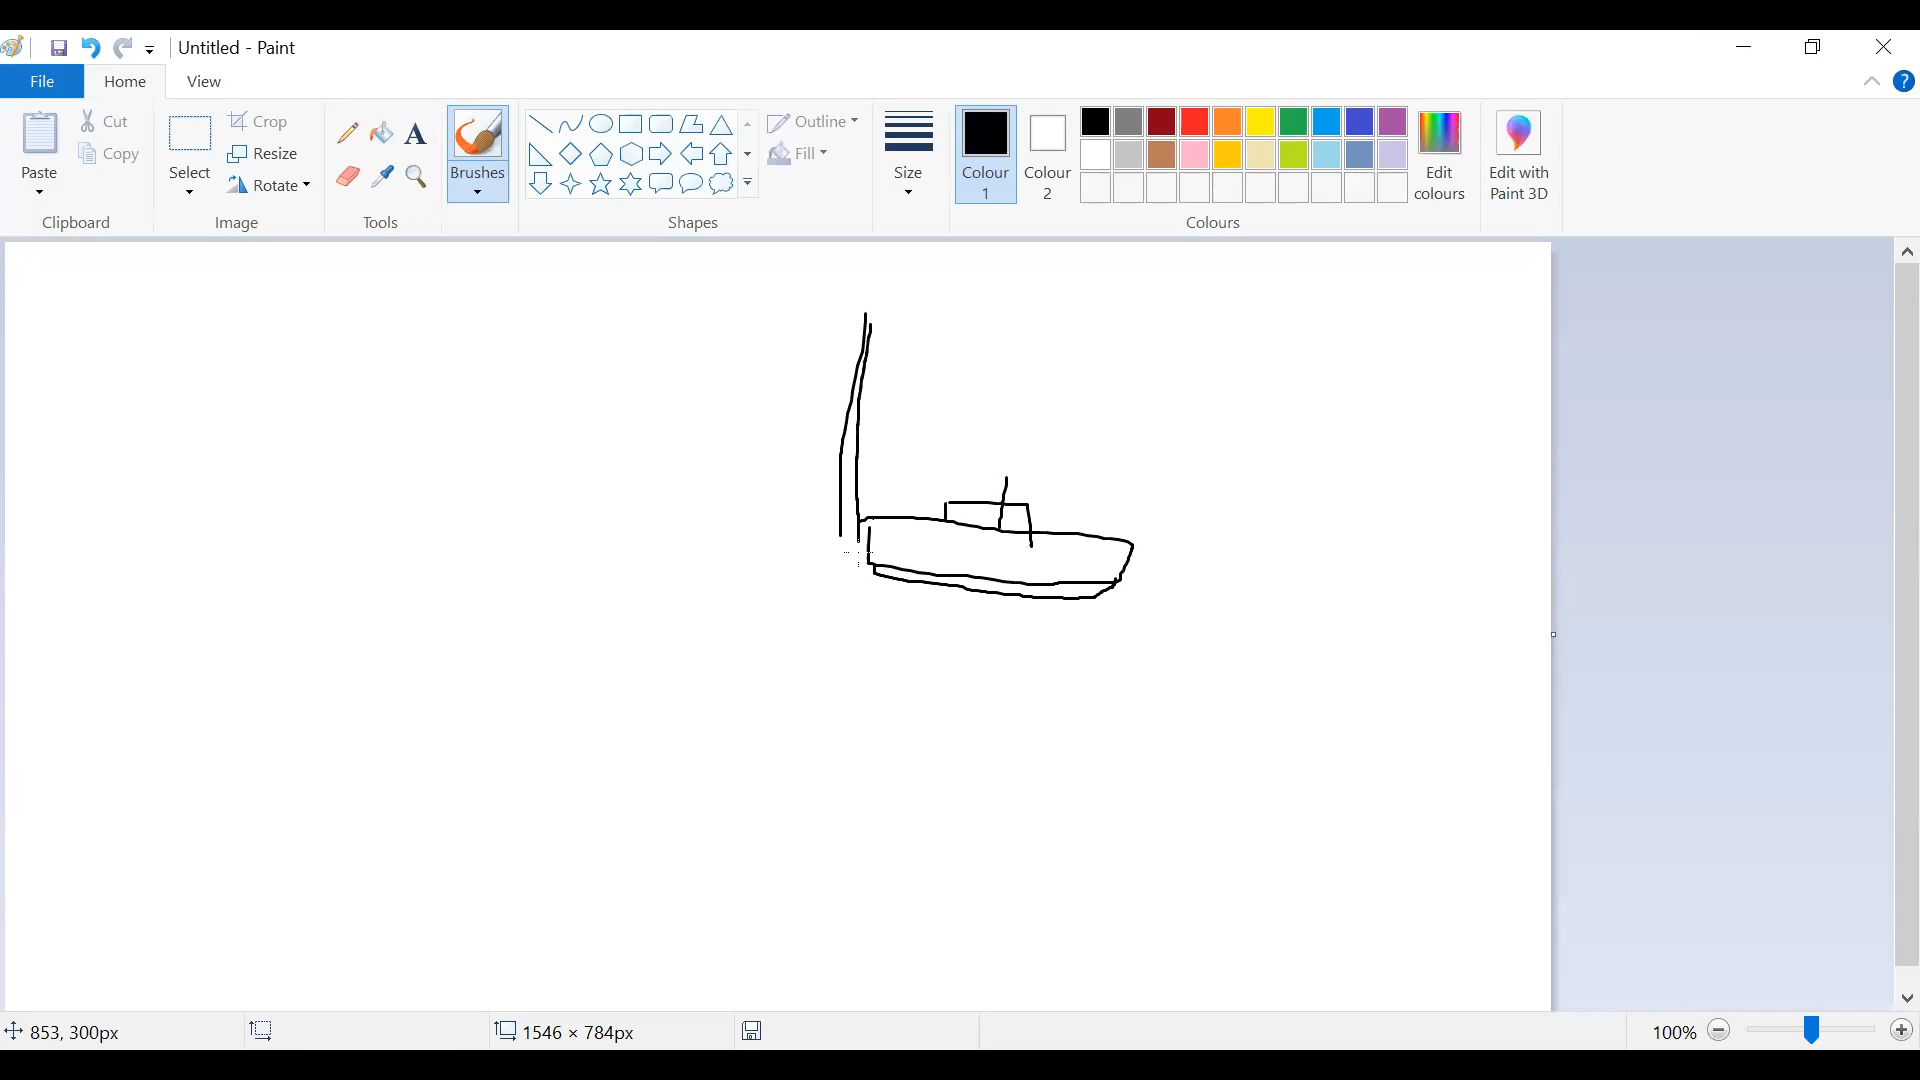 Untitled - Paint
File Home View
Paste
Cut
Copy
Clipboard
Select
Crop
Resize
Rotate
Image
A
Tools
Brushes
Shapes
Outline
Fill
Size
Colour
1
Colour
2
Colours
Edit
colours
Edit with
Paint 3D
?
853, 300px
1546 × 784px
100%